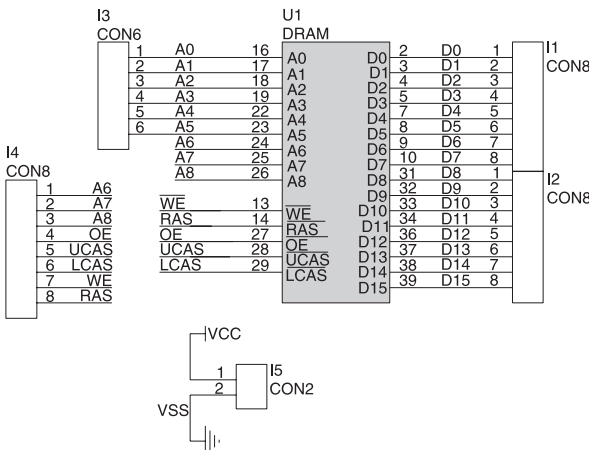 I3
CON6
1 A0 16
2 A1 17
3 A2 18
4 A3 19
5 A4 22
6 A5 23
A6 24
A7 25
A8 26
WE 13
RAS 14
OE 27
UCAS 28
LCAS 29
I4
CON8
1 A6
2 A7
3 A8
4 OE
5 UCAS
6 LCAS
7 WE
8 RAS
U1
DRAM
A0 D0
A1 D1
A2 D2
A3 D3
A4 D4
A5 D5
A6 D6
A7 D7
A8 D8
D9
WE D10
RAS D11
OE D12
UCAS D13
LCAS D14
D15
2 D0 1
3 D1 2
4 D2 3
5 D3 4
7 D4 5
8 D5 6
9 D6 7
10 D7 8
31 D8 1
32 D9 2
33 D10 3
34 D11 4
36 D12 5
37 D13 6
38 D14 7
39 D15 8
I1
CON8
I2
CON8
VCC
1
2
I5
CON2
VSS